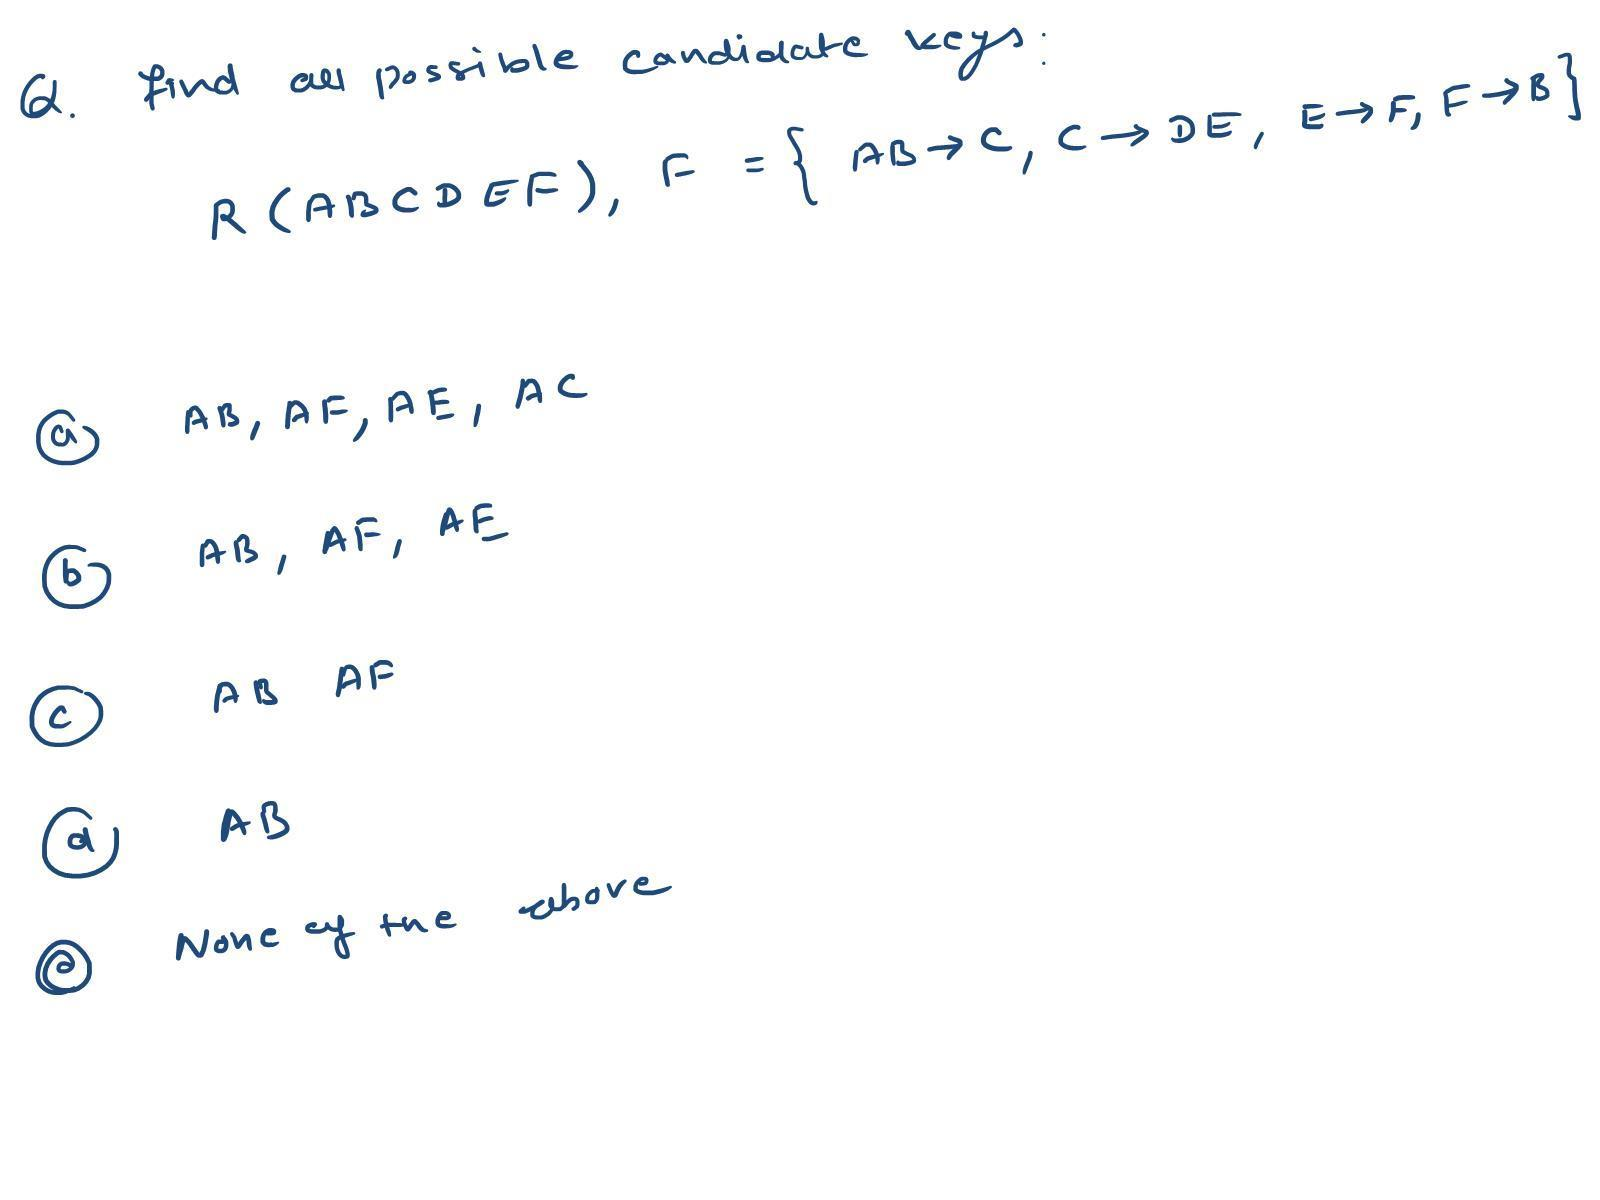 Q. Find all possible candidate keys:
R (ABCDEF), F = { AB → C, C → DE, E → F, F → B }
ⓐ AB, AF, AE, AC
ⓑ AB, AF, AE
ⓒ AB AF
ⓓ AB
ⓔ None of the above